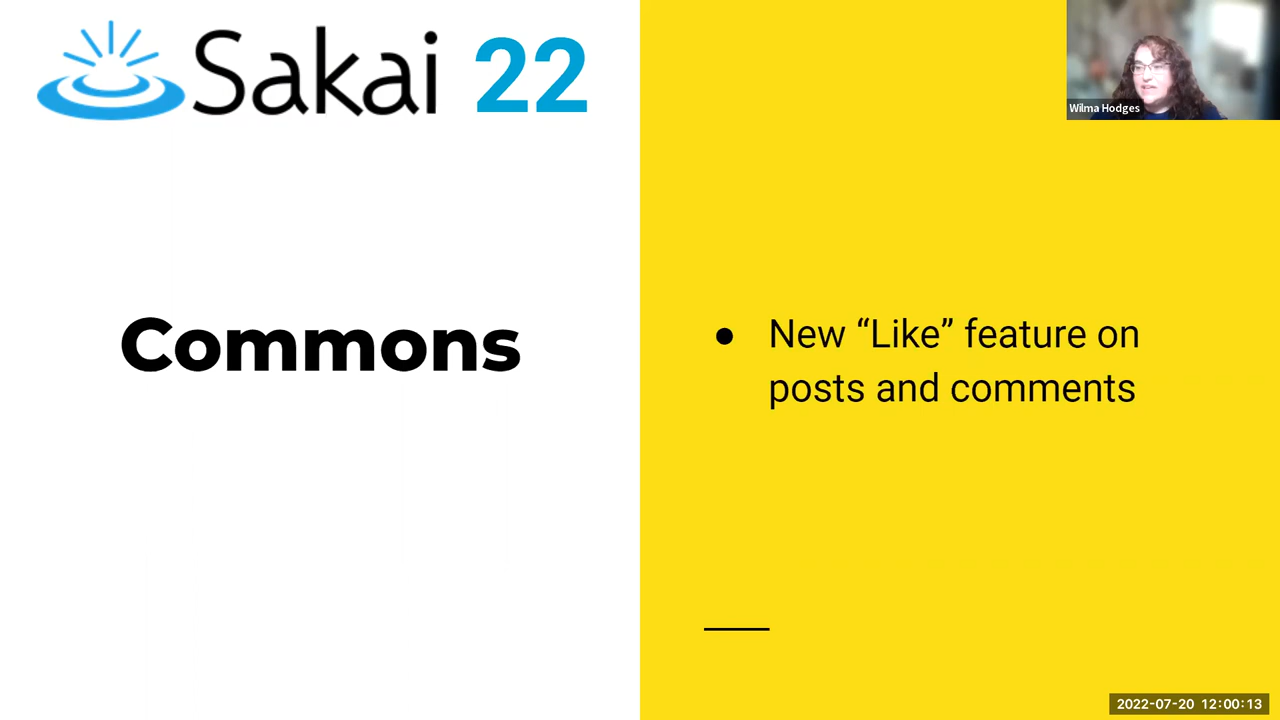 Sakai 22
Wilma Hodges
Commons
● New “Like” feature on
posts and comments
2022-07-20 12:00:13